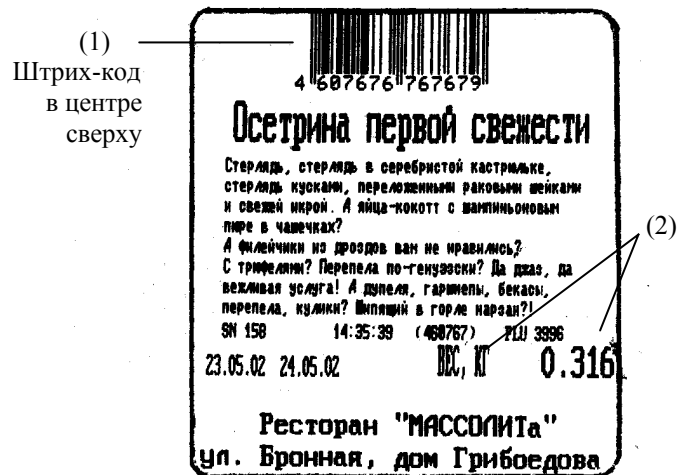 (1)
Штрих-код
в центре
сверху
4 607676 767679
Осетрина первой свежести
Стерлядь, стерлядь в серебристой кастрюльке,
стерлядь кусками, переложенными раковыми шейками
и свежей икрой. А яйца-кокотт с шампиньоновым
пюре в чашечках?
(2)
А филейчики из дроздов вам не нравились?
С трюфелями? Перепела по-генуэзски? Да джаз, да
вежливая услуга! А дупеля, гаршнепы, бекасы,
перепела, кулики? Шипящий в горле нарзан?!
SN 158 14:35:39 (460767) PLU 3996
23.05.02 24.05.02 ВЕС, КГ 0.316
Ресторан "МАССОЛИТа"
ул. Бронная, дом Грибоедова